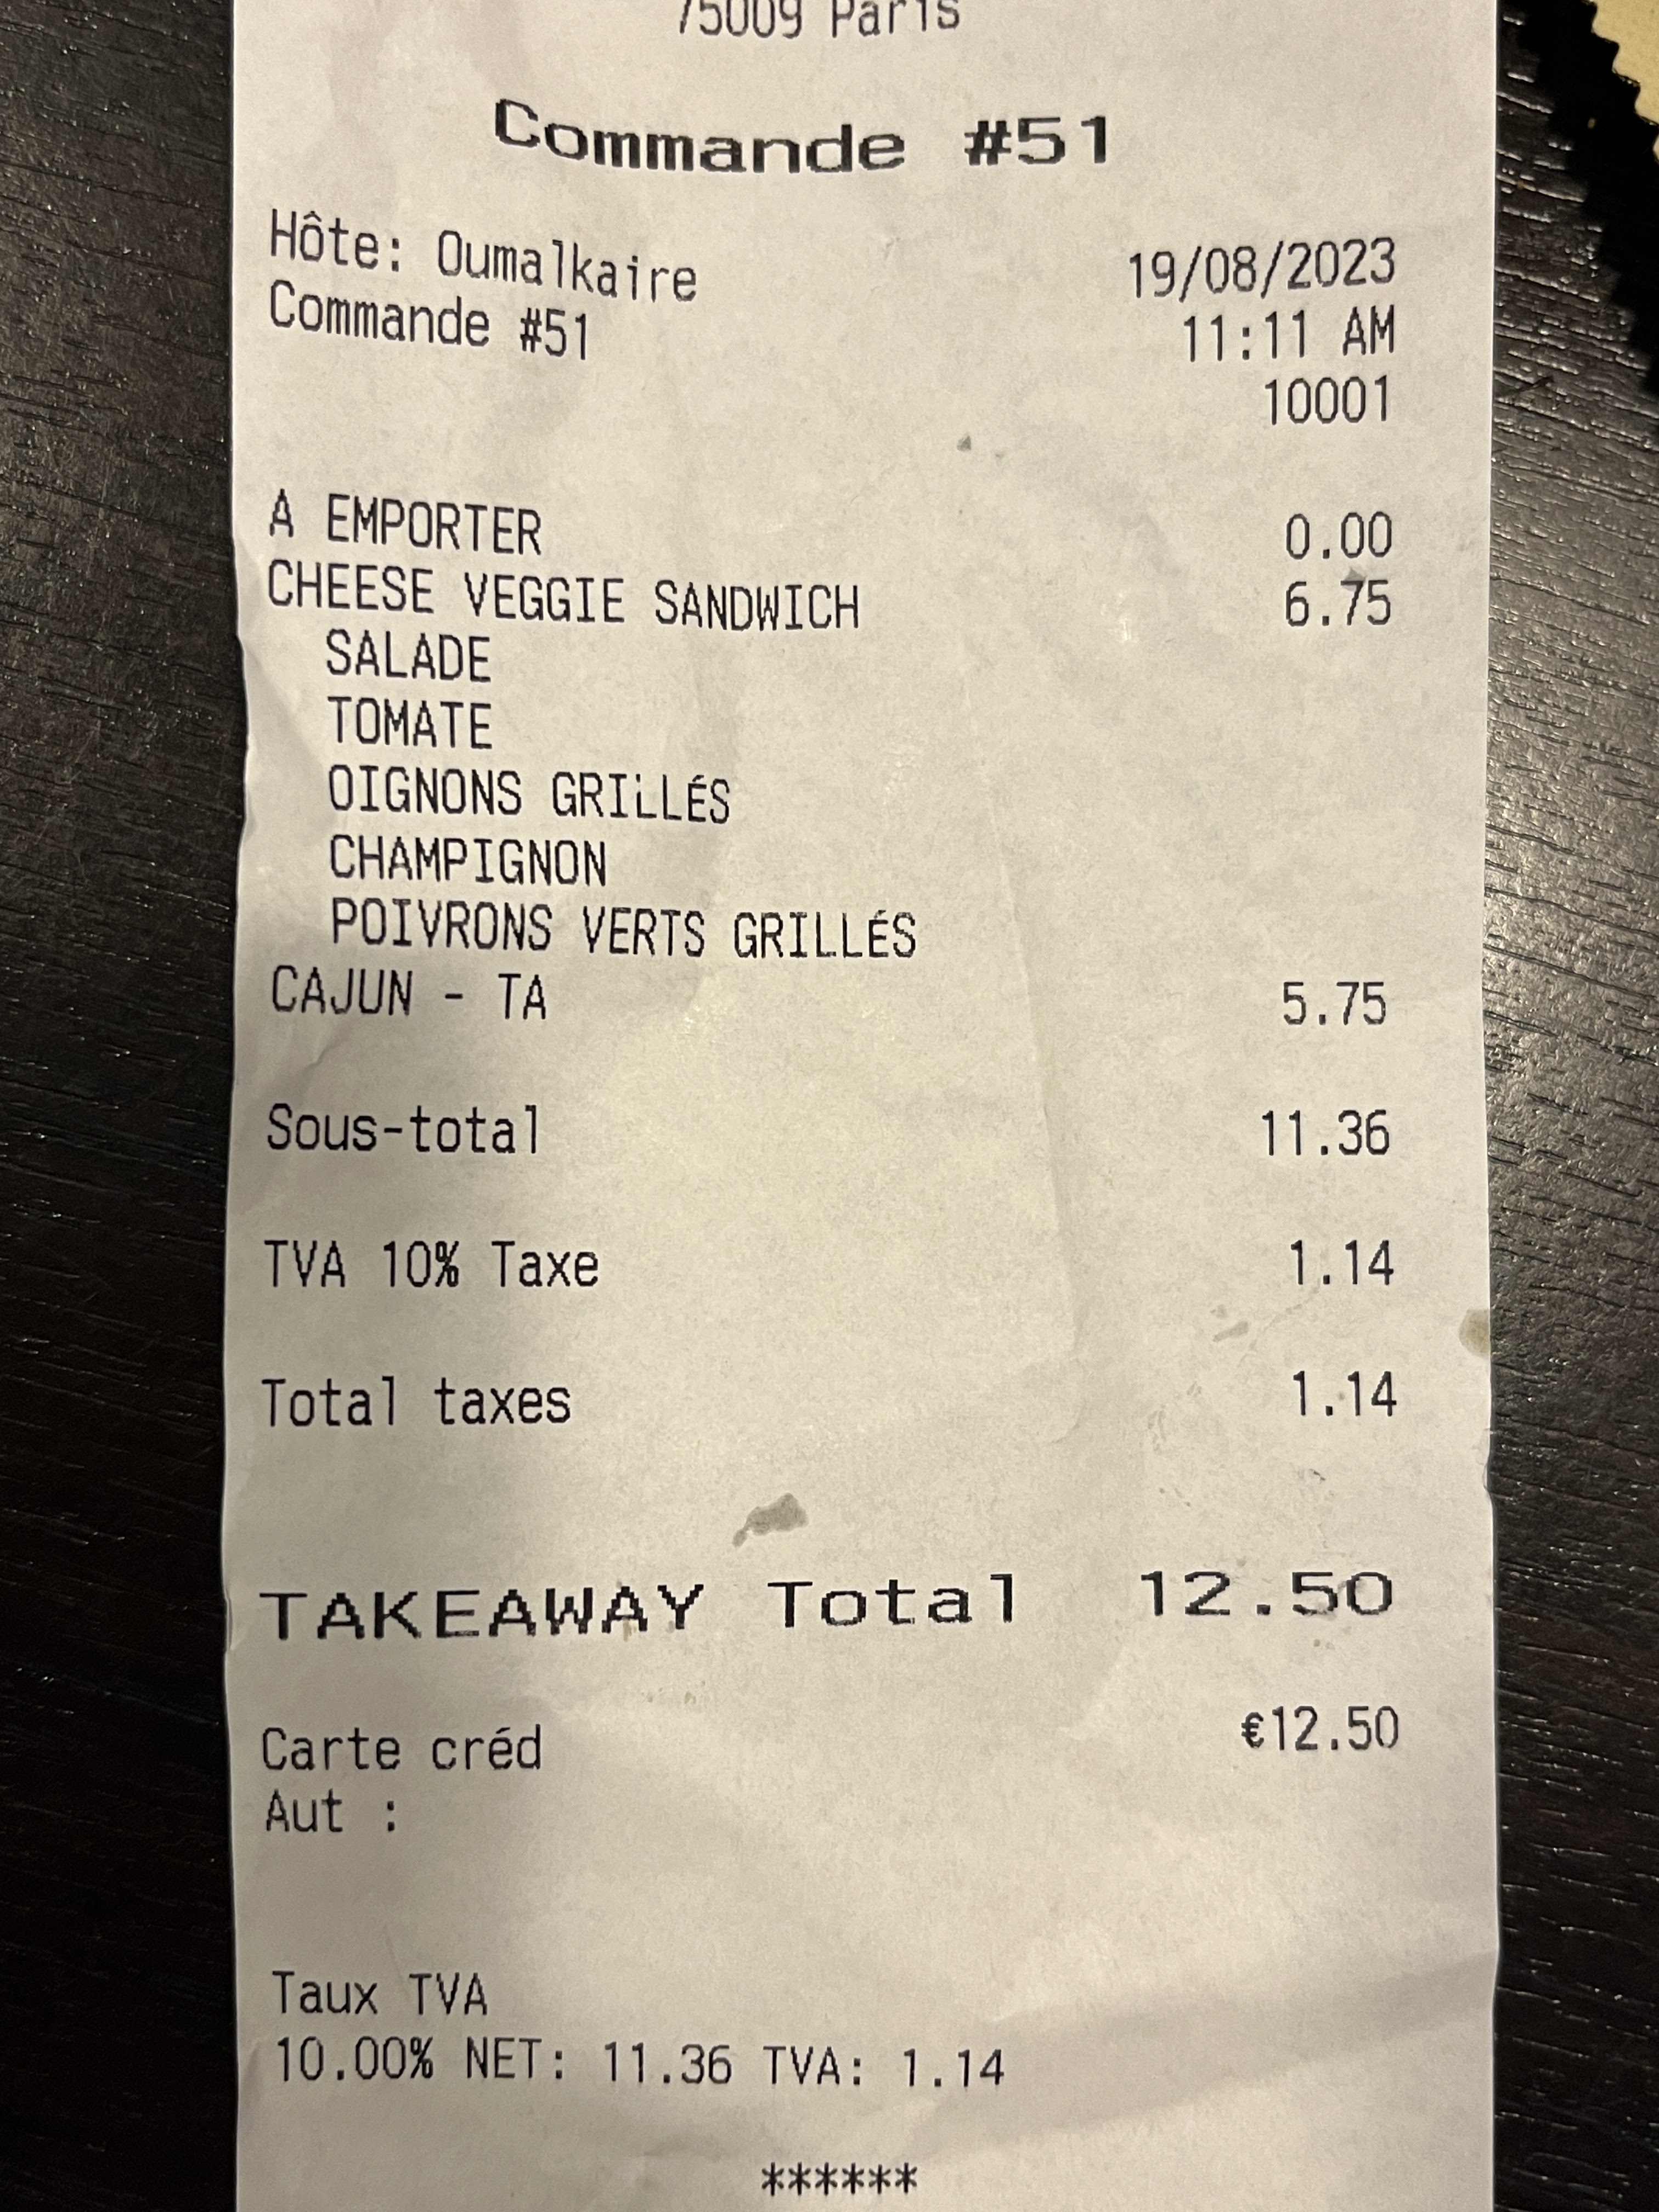 75009 Paris
Commande #51
Hôte: Oumalkaire 19/08/2023
Commande #51 11:11 AM
10001
A EMPORTER 0.00
CHEESE VEGGIE SANDWICH 6.75
SALADE
TOMATE
OIGNONS GRILLÉS
CHAMPIGNON
POIVRONS VERTS GRILLÉS
CAJUN - TA 5.75
Sous-total 11.36
TVA 10% Taxe 1.14
Total taxes 1.14
TAKEAWAY Total 12.50
Carte créd €12.50
Aut :
Taux TVA
10.00% NET: 11.36 TVA: 1.14
******